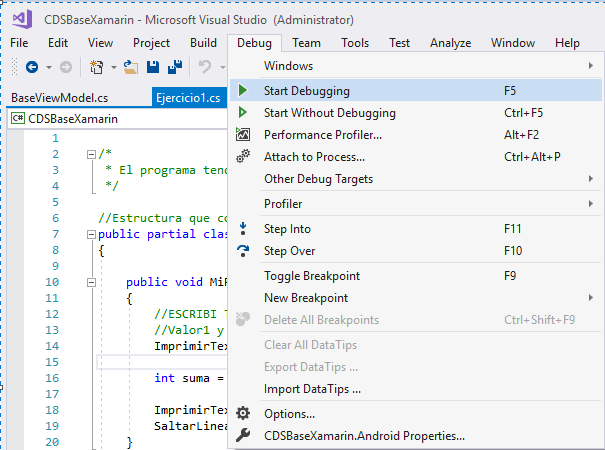 CDSBaseXamarin - Microsoft Visual Studio (Administrator)
File Edit View Project Build Debug Team Tools Test Analyze Window Help
BaseViewModel.cs Ejercicio1.cs
C# CDSBaseXamarin
Windows
Start Debugging F5
Start Without Debugging Ctrl+F5
Performance Profiler... Alt+F2
Attach to Process... Ctrl+Alt+P
Other Debug Targets
Profiler
Step Into F11
Step Over F10
Toggle Breakpoint F9
New Breakpoint
Delete All Breakpoints Ctrl+Shift+F9
Clear All DataTips
Export DataTips ...
Import DataTips ...
Options...
CDSBaseXamarin.Android Properties...
1
2 /*
3 * El programa tend
4 */
5
6 //Estructura que co
7 public partial clas
8 {
9
10 public void MiP
11 {
12 //ESCRIBI T
13 //Valor1 y
14 ImprimirTex
15
16 int suma =
17
18 ImprimirTex
19 SaltarLinea
20 }